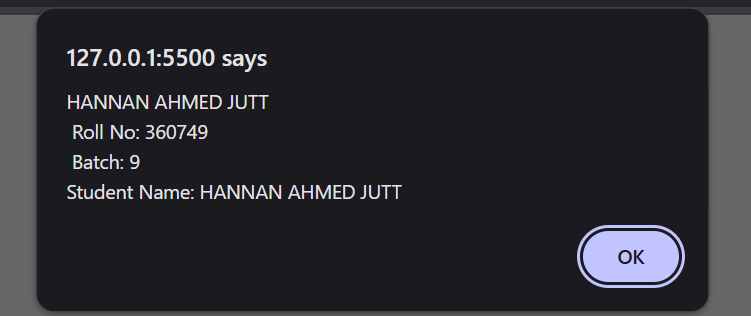 127.0.0.1:5500 says
HANNAN AHMED JUTT
Roll No: 360749
Batch: 9
Student Name: HANNAN AHMED JUTT
OK